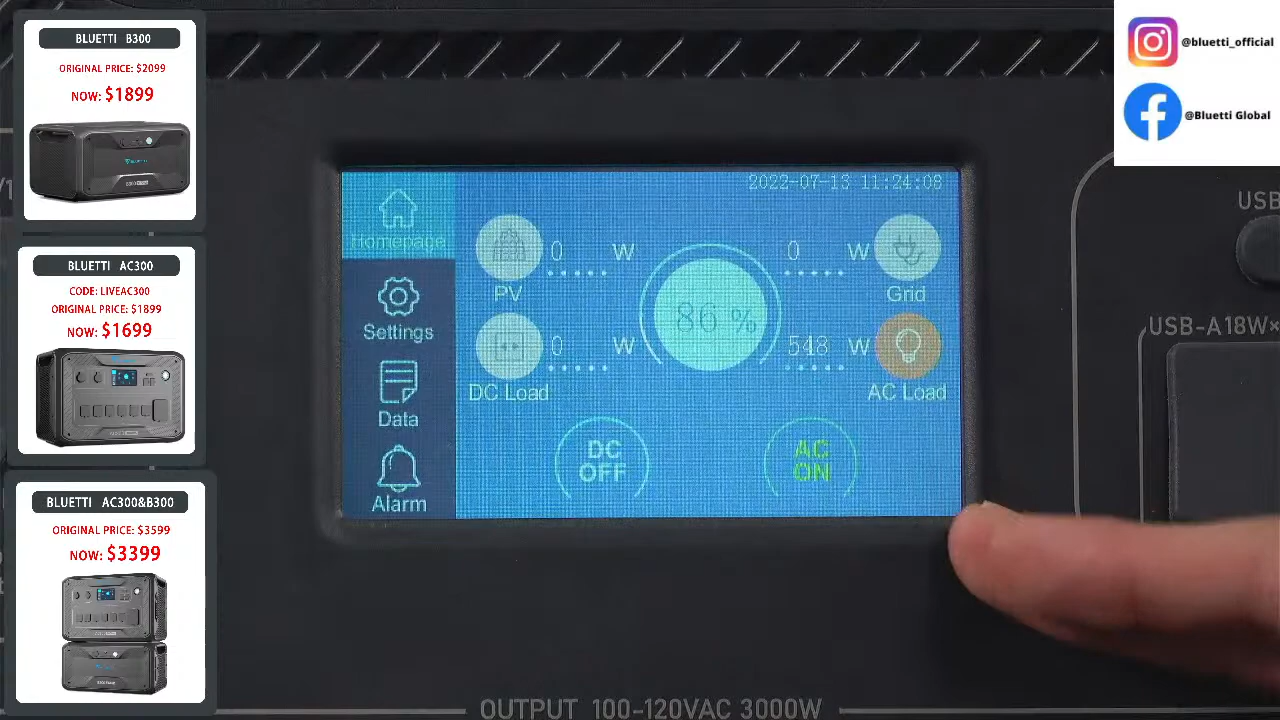 BLUETTI B300
ORIGINAL PRICE: $2099
NOW: $1899
BLUETTI
BLUETTI AC300
CODE: LIVEAC300
ORIGINAL PRICE: $1899
NOW: $1699
BLUETTI AC300&B300
ORIGINAL PRICE: $3599
NOW: $3399
@bluetti_official
@Bluetti Global
2022-07-13 11:24:08
Homepage
Settings
Data
Alarm
0 W
PV
0 W
DC Load
86 %
0 W
Grid
548 W
AC Load
DC
OFF
AC
ON
USB
USB-A 18W×
OUTPUT 100-120VAC 3000W